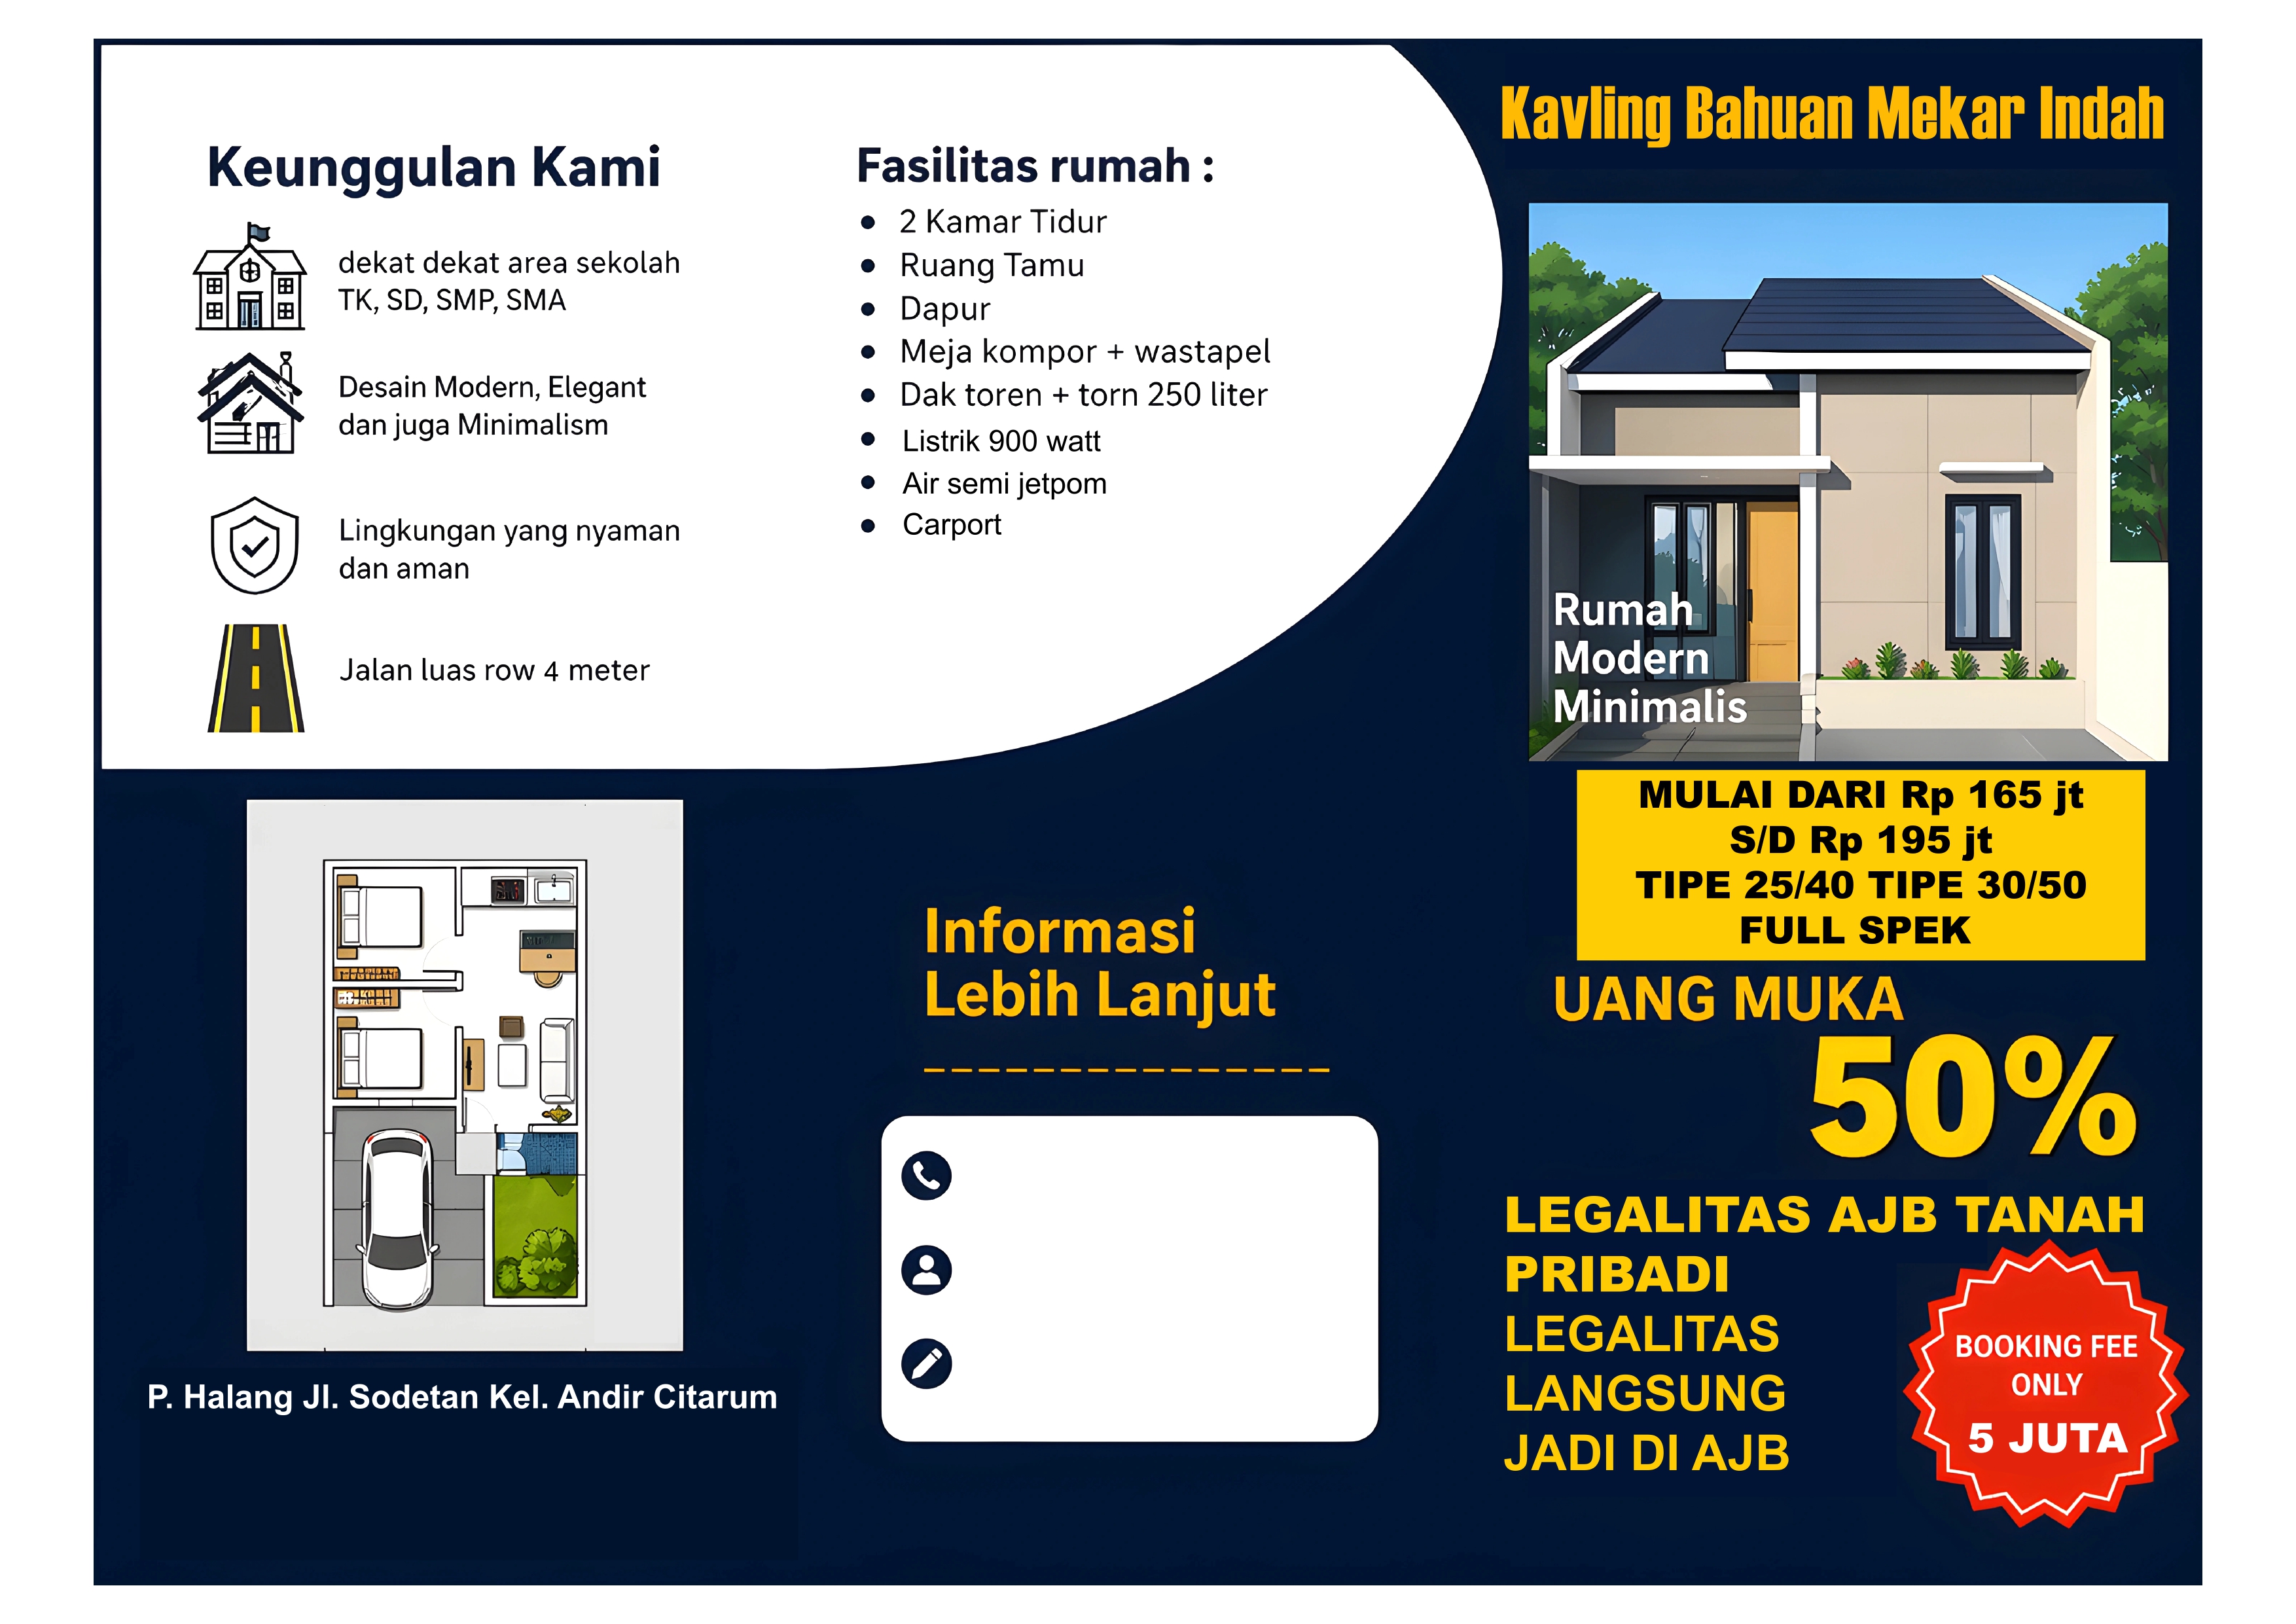 Keunggulan Kami
dekat dekat area sekolah
TK, SD, SMP, SMA
Desain Modern, Elegant
dan juga Minimalism
Lingkungan yang nyaman
dan aman
Jalan luas row 4 meter
Fasilitas rumah :
• 2 Kamar Tidur
• Ruang Tamu
• Dapur
• Meja kompor + wastapel
• Dak toren + torn 250 liter
• Listrik 900 watt
• Air semi jetpom
• Carport
P. Halang Jl. Sodetan Kel. Andir Citarum
Informasi
Lebih Lanjut
Kavling Bahuan Mekar Indah
Rumah
Modern
Minimalis
MULAI DARI Rp 165 jt
S/D Rp 195 jt
TIPE 25/40 TIPE 30/50
FULL SPEK
UANG MUKA
50%
LEGALITAS AJB TANAH
PRIBADI
LEGALITAS
LANGSUNG
JADI DI AJB
BOOKING FEE
ONLY
5 JUTA